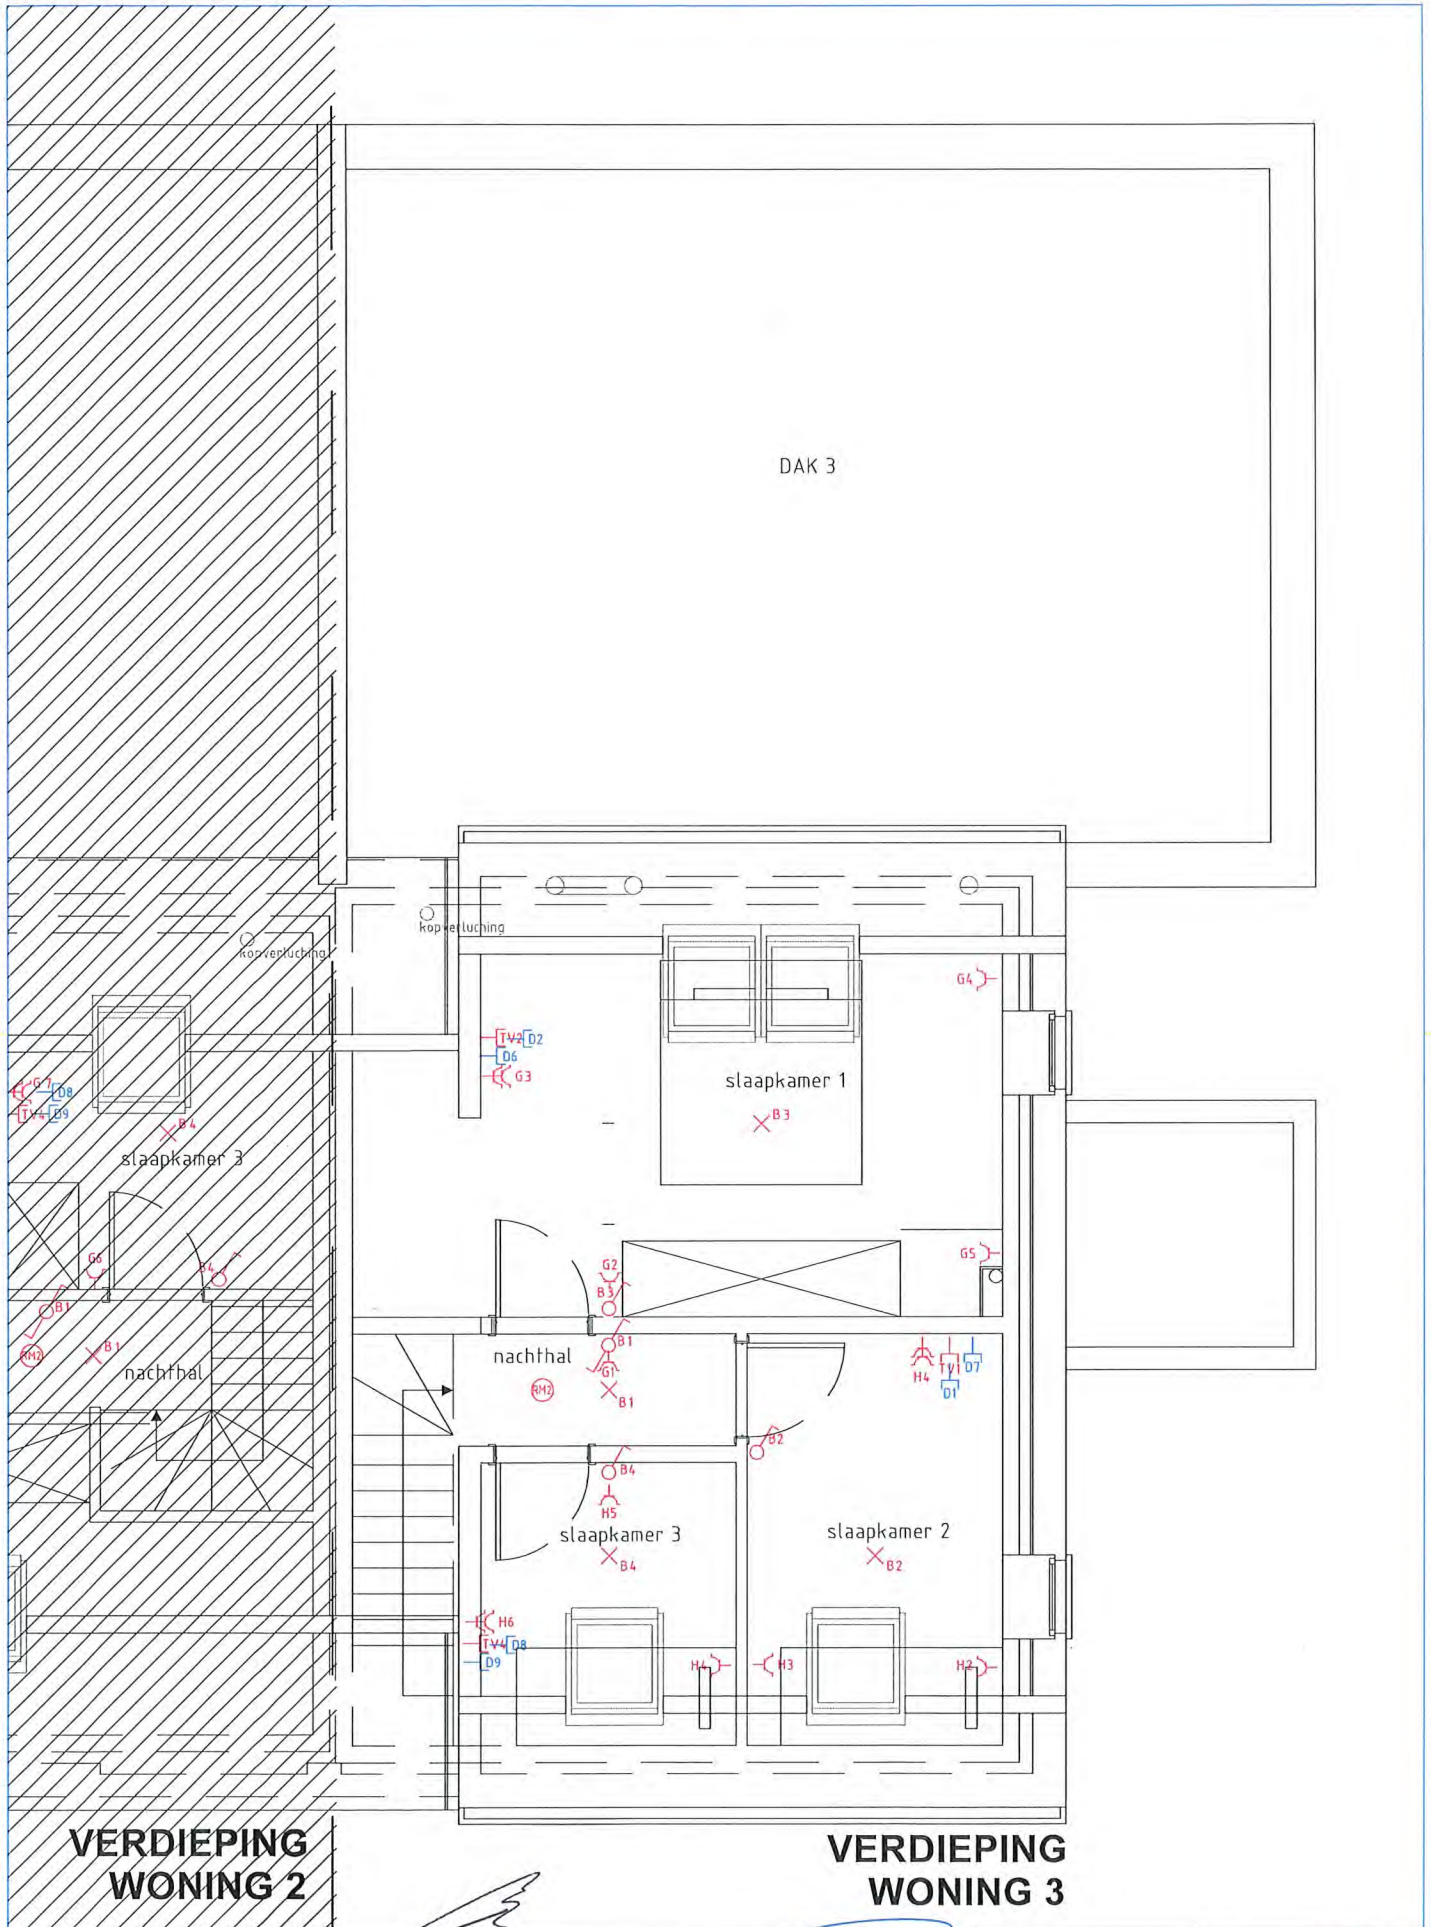 DAK 3
kopverluching
kopverluching
G4
TV2
D2
D6
G3
slaapkamer 1
B3
G7
D8
TV4
D9
B4
slaapkamer 3
G6
B4
B1
RM2
B1
nachthal
G2
B3
G5
B1
nachthal
G1
RM2
B1
H4
TV1
D7
D1
B2
B4
H5
slaapkamer 3
B4
slaapkamer 2
B2
H6
TV4
D8
D9
H4
H3
H2
VERDIEPING
WONING 2
VERDIEPING
WONING 3